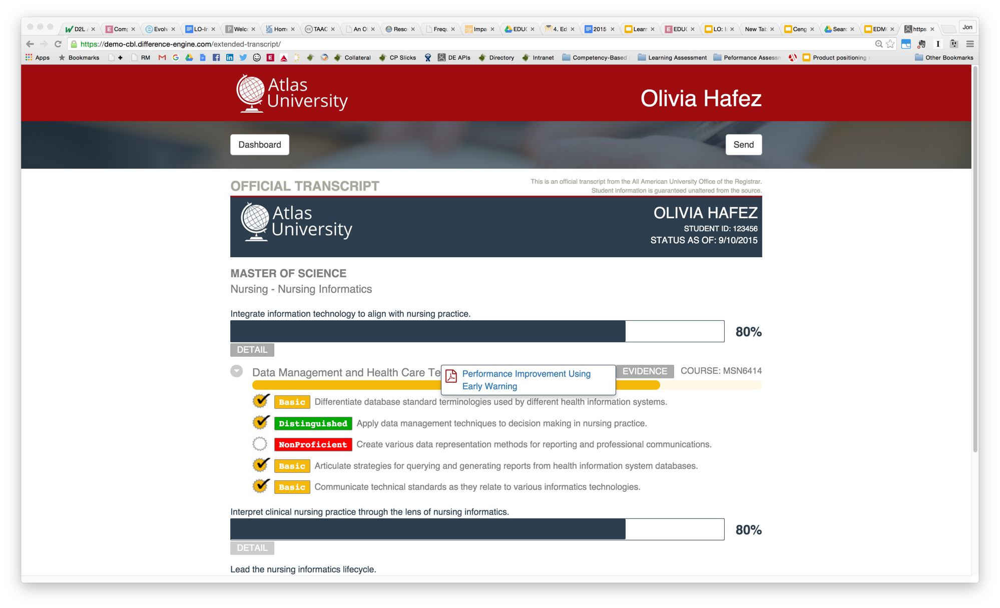 D2L
Comp
Evolv
LO-In
Welc
Home
TAAC
An O
Reso
Frequ
Impa
EDUC
4. Ed
2015
Learn
EDUC
LO: I
New Tab
Ceng
Searc
EDM
https
Jon
https://demo-cbl.difference-engine.com/extended-transcript/
Apps
Bookmarks
RM
Collateral
CP Slicks
DE APIs
Directory
Intranet
Competency-Based
Learning Assessment
Peformance Assessm
Product positioning
Other Bookmarks
Atlas
University
Olivia Hafez
Dashboard
Send
OFFICIAL TRANSCRIPT
This is an official transcript from the All American University Office of the Registrar.
Student information is guaranteed unaltered from the source.
Atlas
University
OLIVIA HAFEZ
STUDENT ID: 123456
STATUS AS OF: 9/10/2015
MASTER OF SCIENCE
Nursing - Nursing Informatics
Integrate information technology to align with nursing practice.
80%
DETAIL
Data Management and Health Care Te
Performance Improvement Using
Early Warning
EVIDENCE
COURSE: MSN6414
Basic Differentiate database standard terminologies used by different health information systems.
Distinguished Apply data management techniques to decision making in nursing practice.
NonProficient Create various data representation methods for reporting and professional communications.
Basic Articulate strategies for querying and generating reports from health information system databases.
Basic Communicate technical standards as they relate to various informatics technologies.
Interpret clinical nursing practice through the lens of nursing informatics.
80%
DETAIL
Lead the nursing informatics lifecycle.